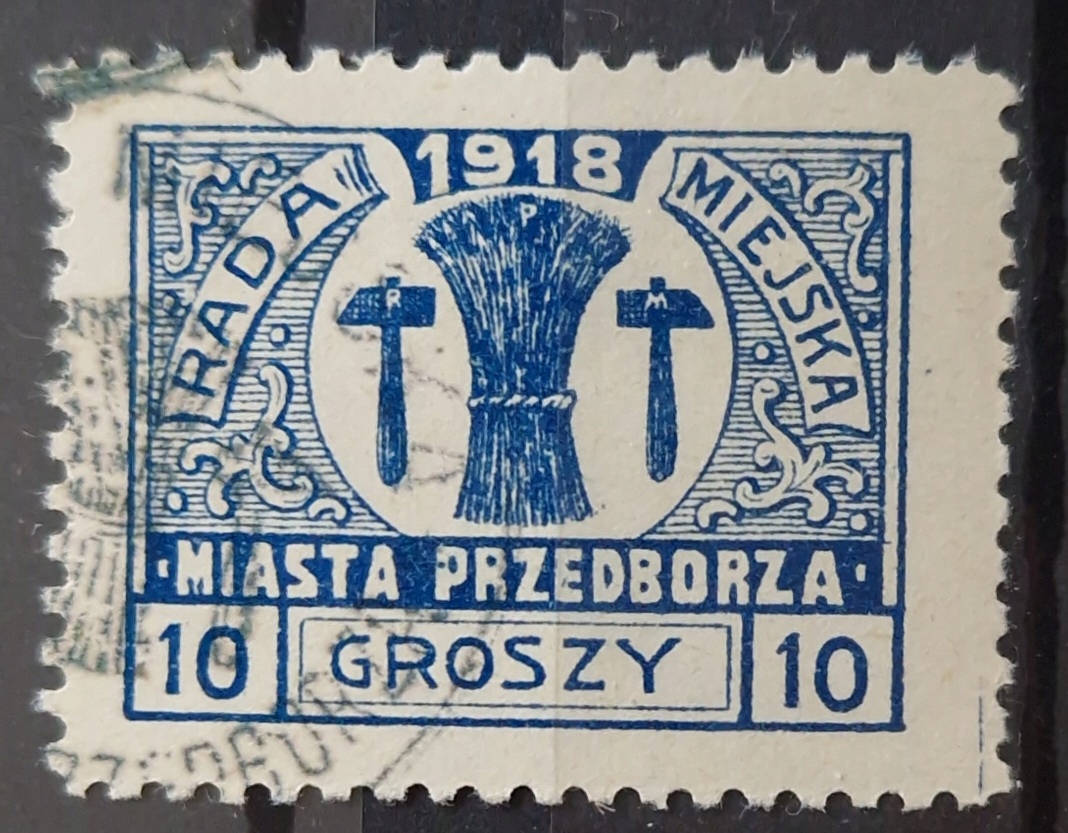 1918
RADA MIEJSKA
P
R M
·MIASTA PRZEDBORZA·
10 GROSZY 10